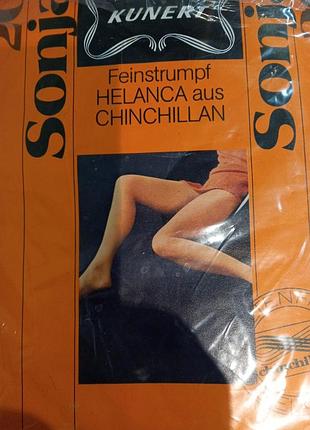 KUNERT
Feinstrumpf
HELANCA aus
CHINCHILLAN
Sonja
Sonja